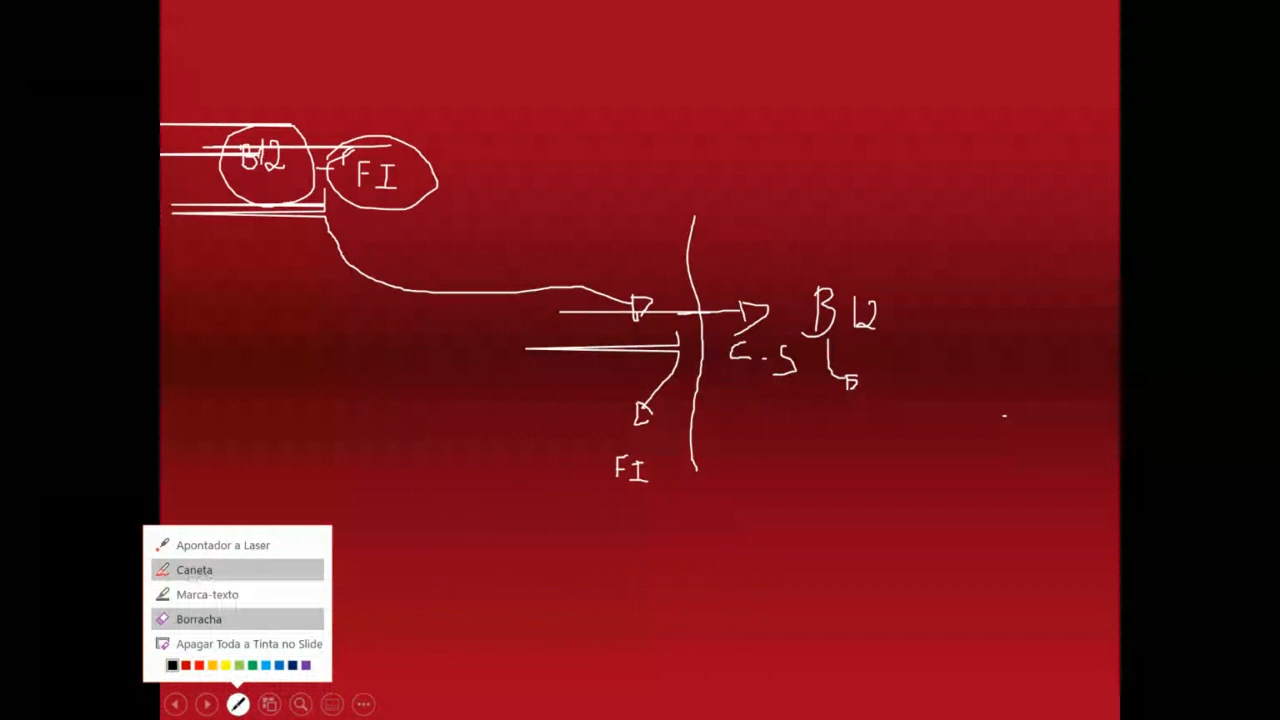 B12
FI
B12
C.S
FI
Apontador a Laser
Caneta
Marca-texto
Borracha
Apagar Toda a Tinta no Slide